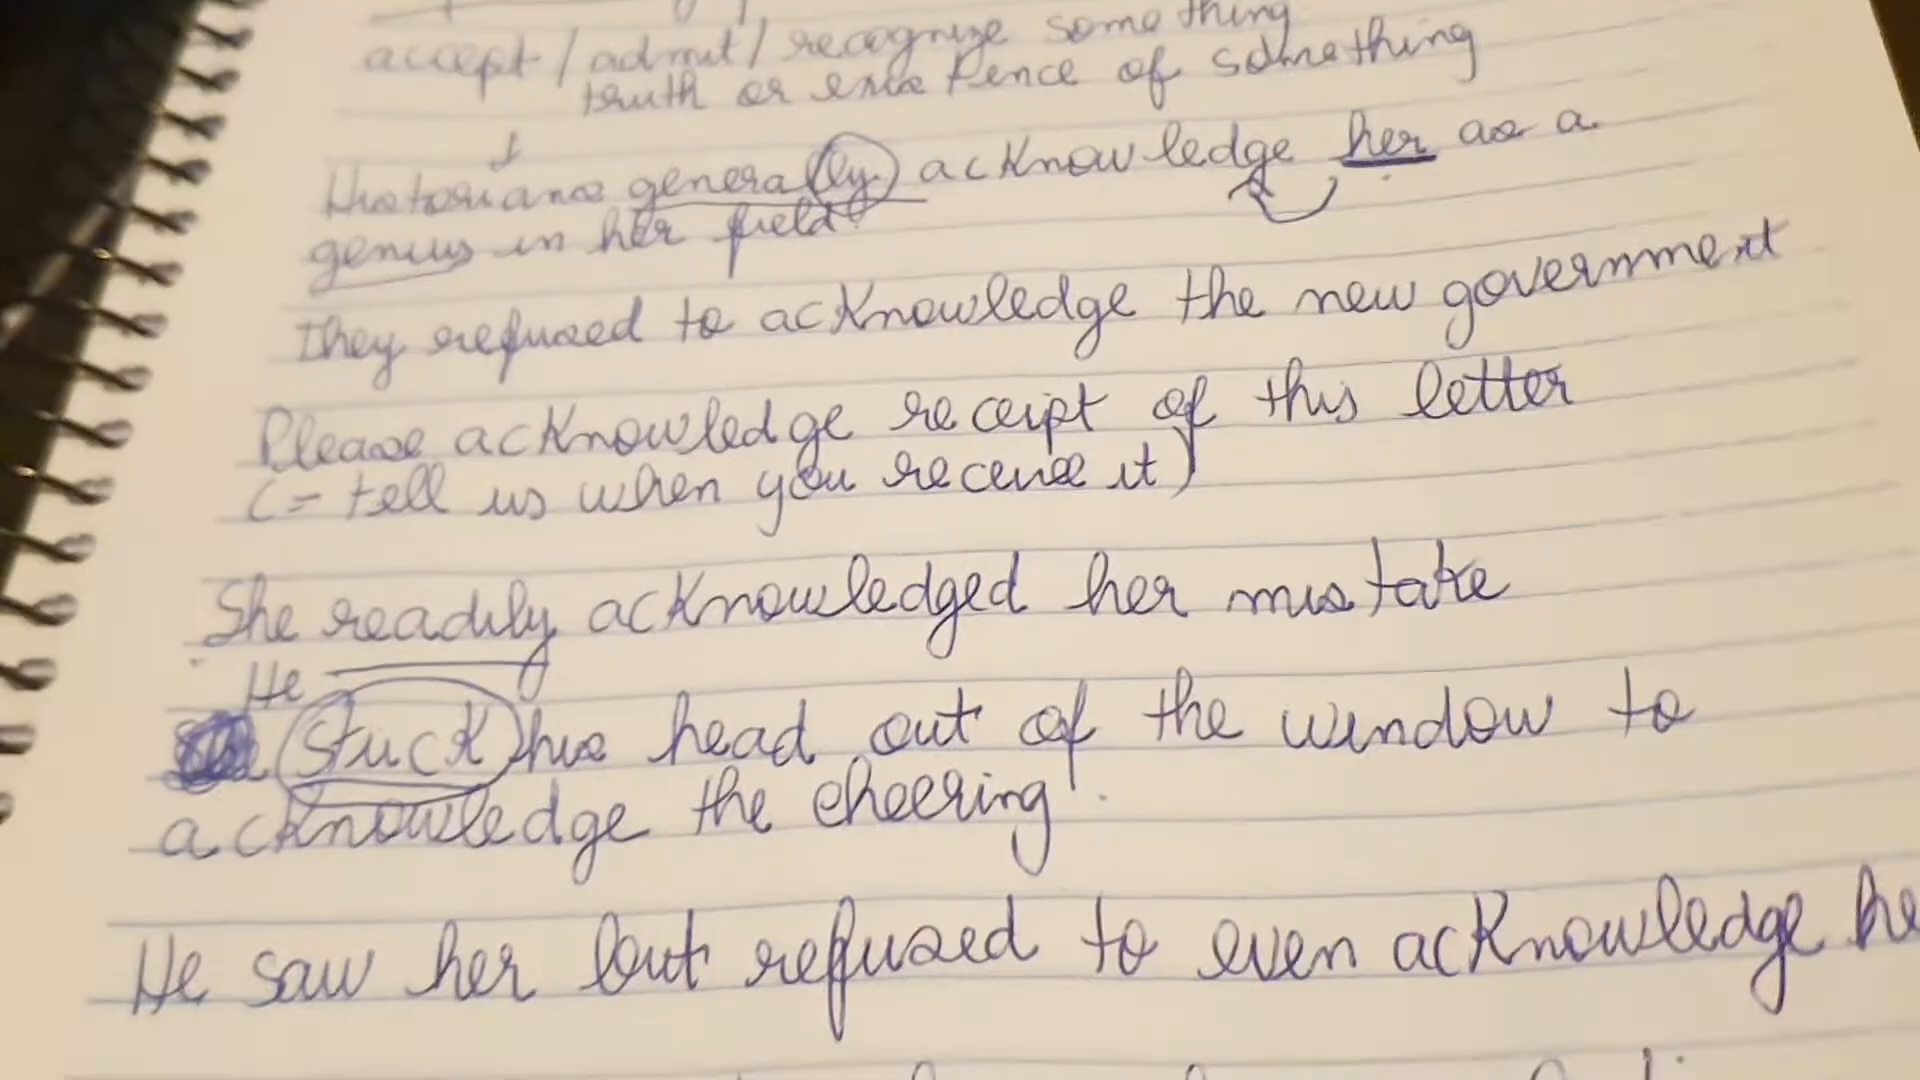 accept / admit / recognize something
truth or existence of something
Historians generally acknowledge her as a
genius in her field
They refused to acknowledge the new government
Please acknowledge receipt of this letter
(= tell us when you receive it)
She readily acknowledged her mistake
He
stuck his head out of the window to
acknowledge the cheering.
He saw her but refused to even acknowledge he